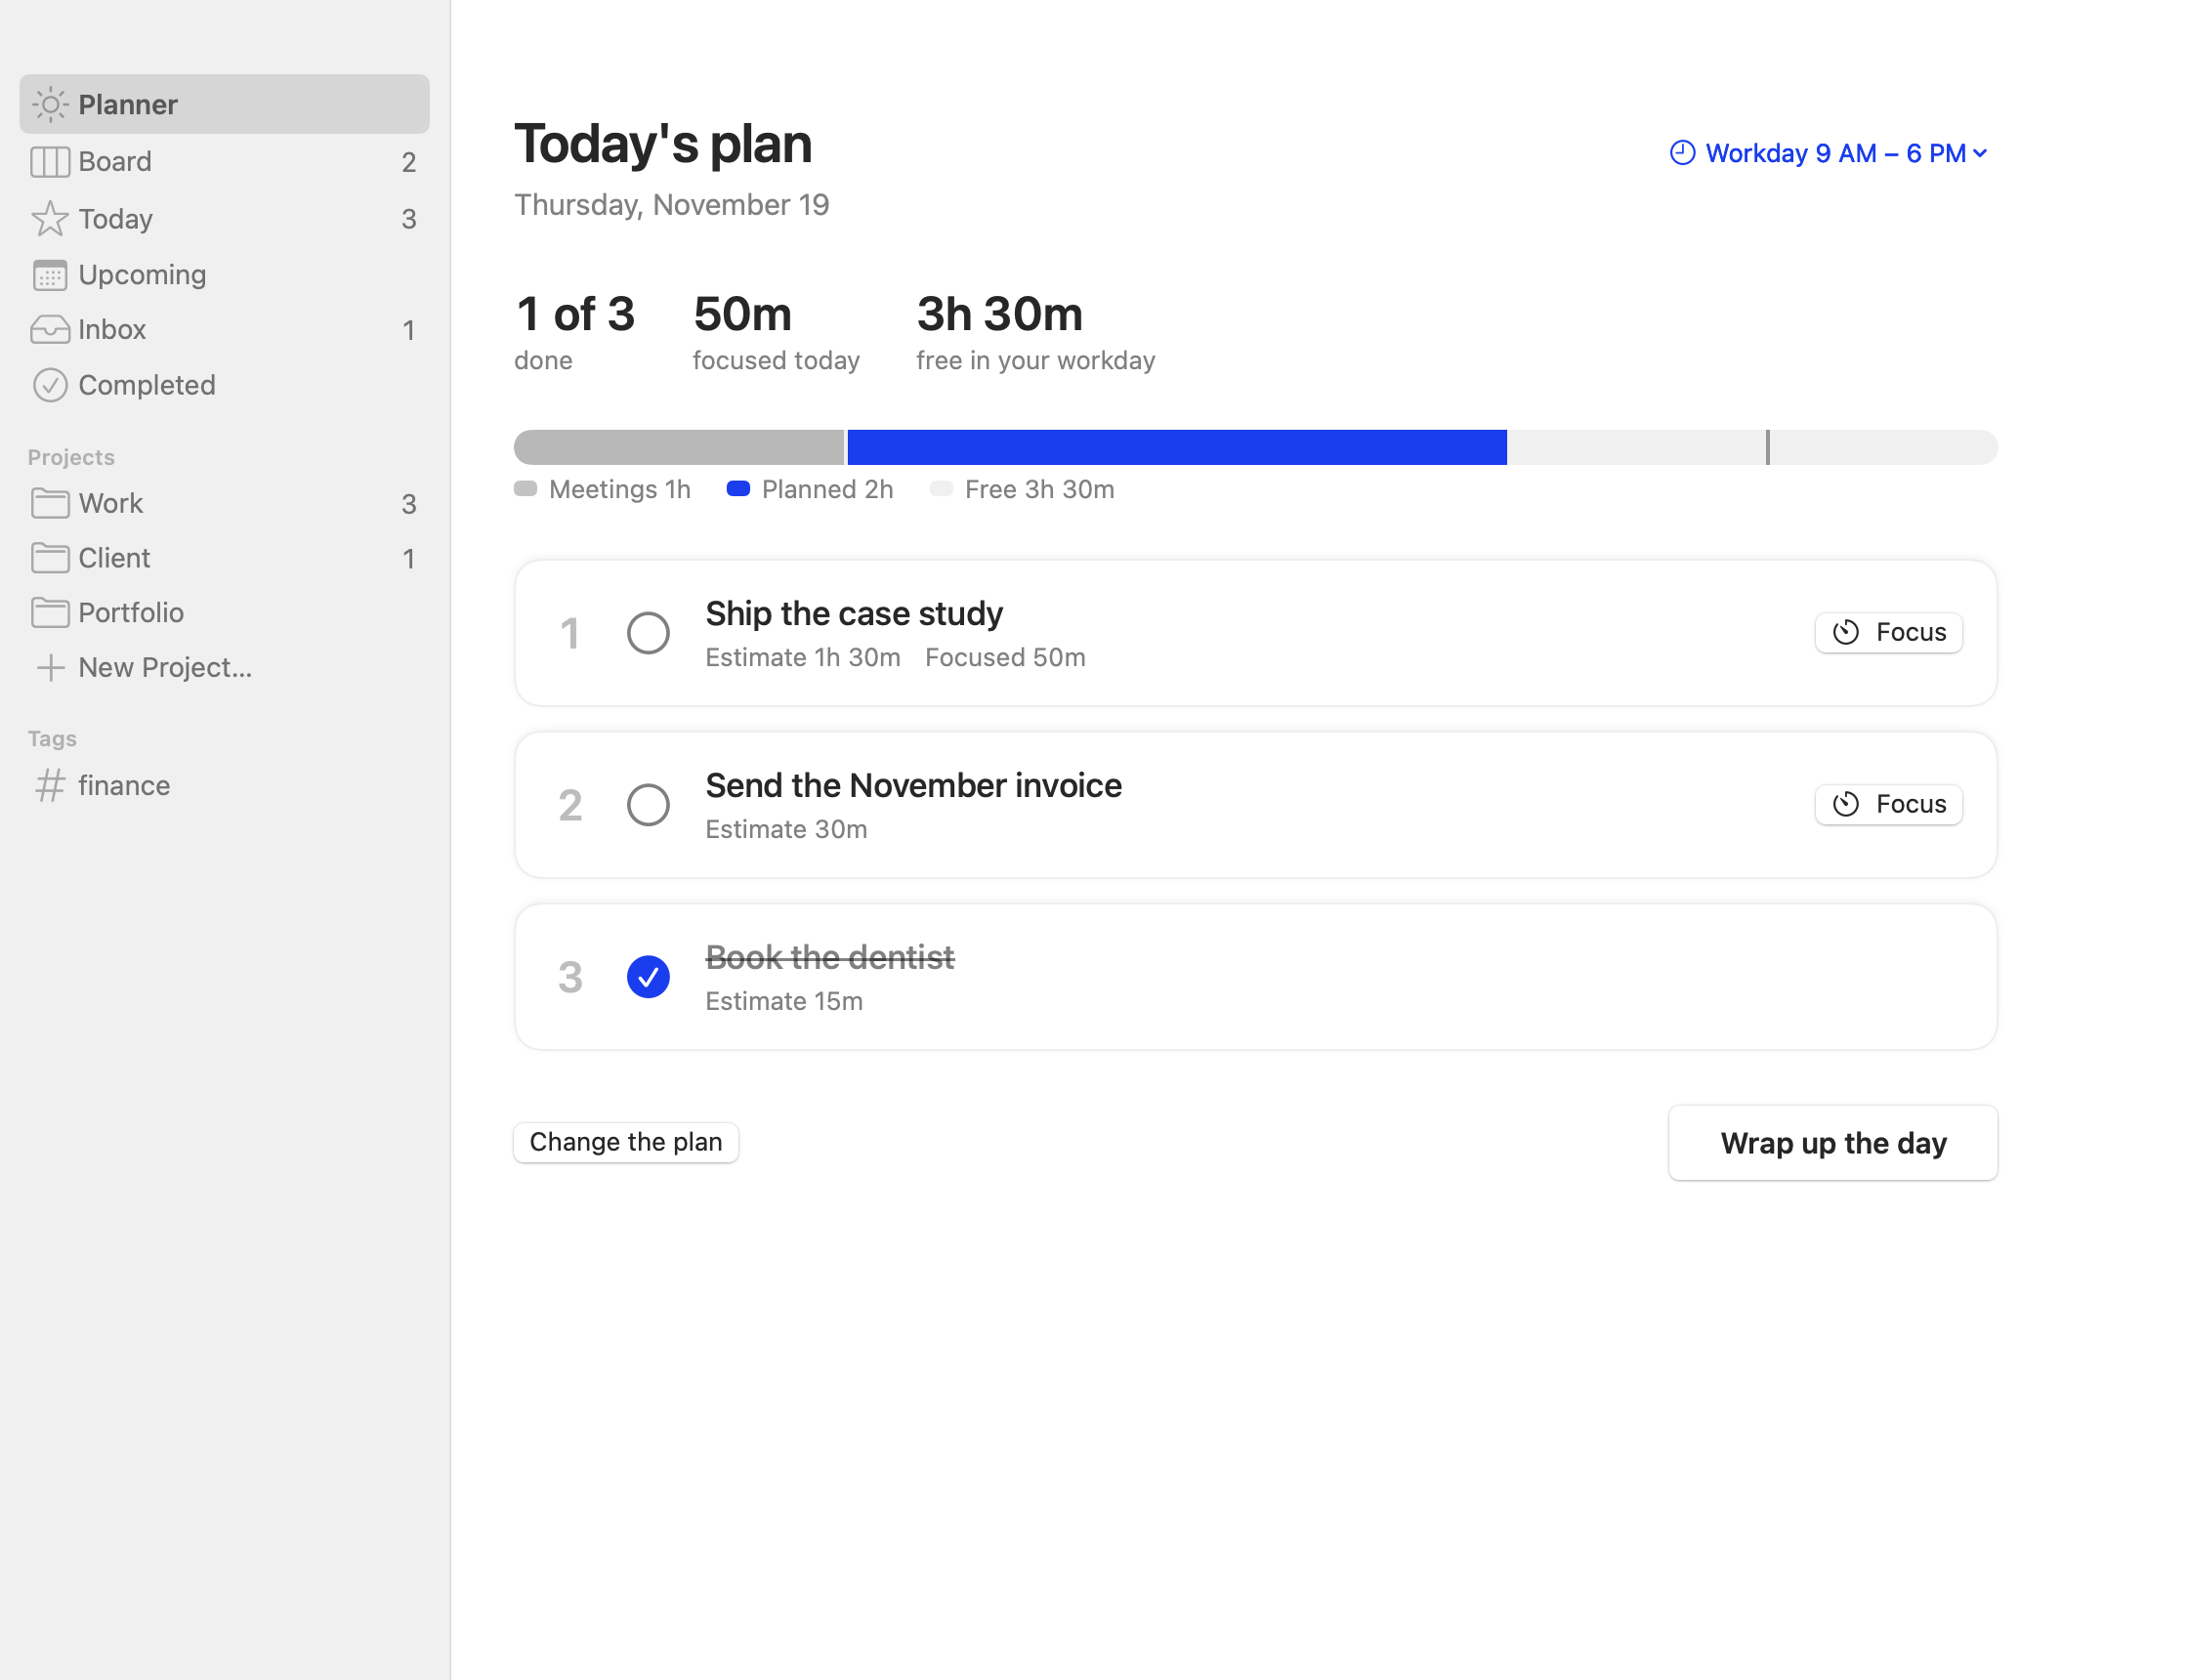 Planner
Board 2
Today 3
Upcoming
Inbox 1
Completed
Projects
Work 3
Client 1
Portfolio
New Project...
Tags
finance
Today's plan
Workday 9 AM – 6 PM
Thursday, November 19
1 of 3
done
50m
focused today
3h 30m
free in your workday
Meetings 1h
Planned 2h
Free 3h 30m
1
Ship the case study
Estimate 1h 30m Focused 50m
Focus
2
Send the November invoice
Estimate 30m
Focus
3
Book the dentist
Estimate 15m
Change the plan
Wrap up the day